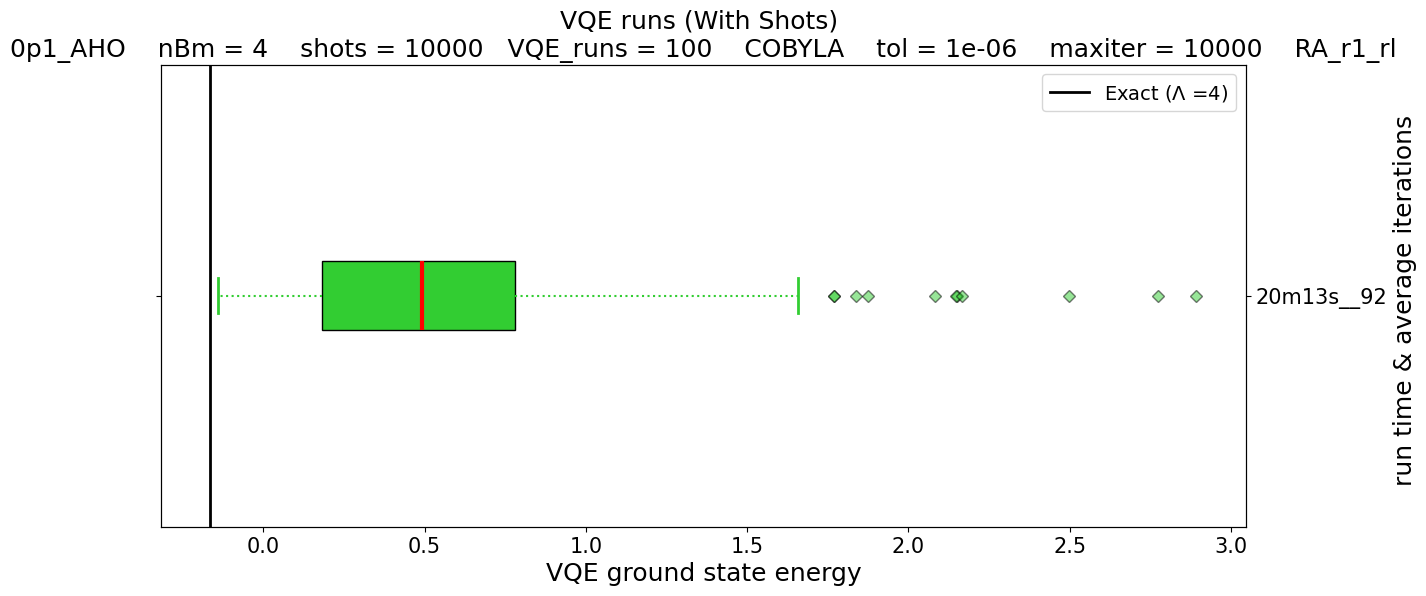 VQE runs (With Shots)
0p1_AHO nBm = 4 shots = 10000 VQE_runs = 100 COBYLA tol = 1e-06 maxiter = 10000 RA_r1_rl
Exact (Λ =4)
20m13s__92
run time & average iterations
0.0 0.5 1.0 1.5 2.0 2.5 3.0
VQE ground state energy